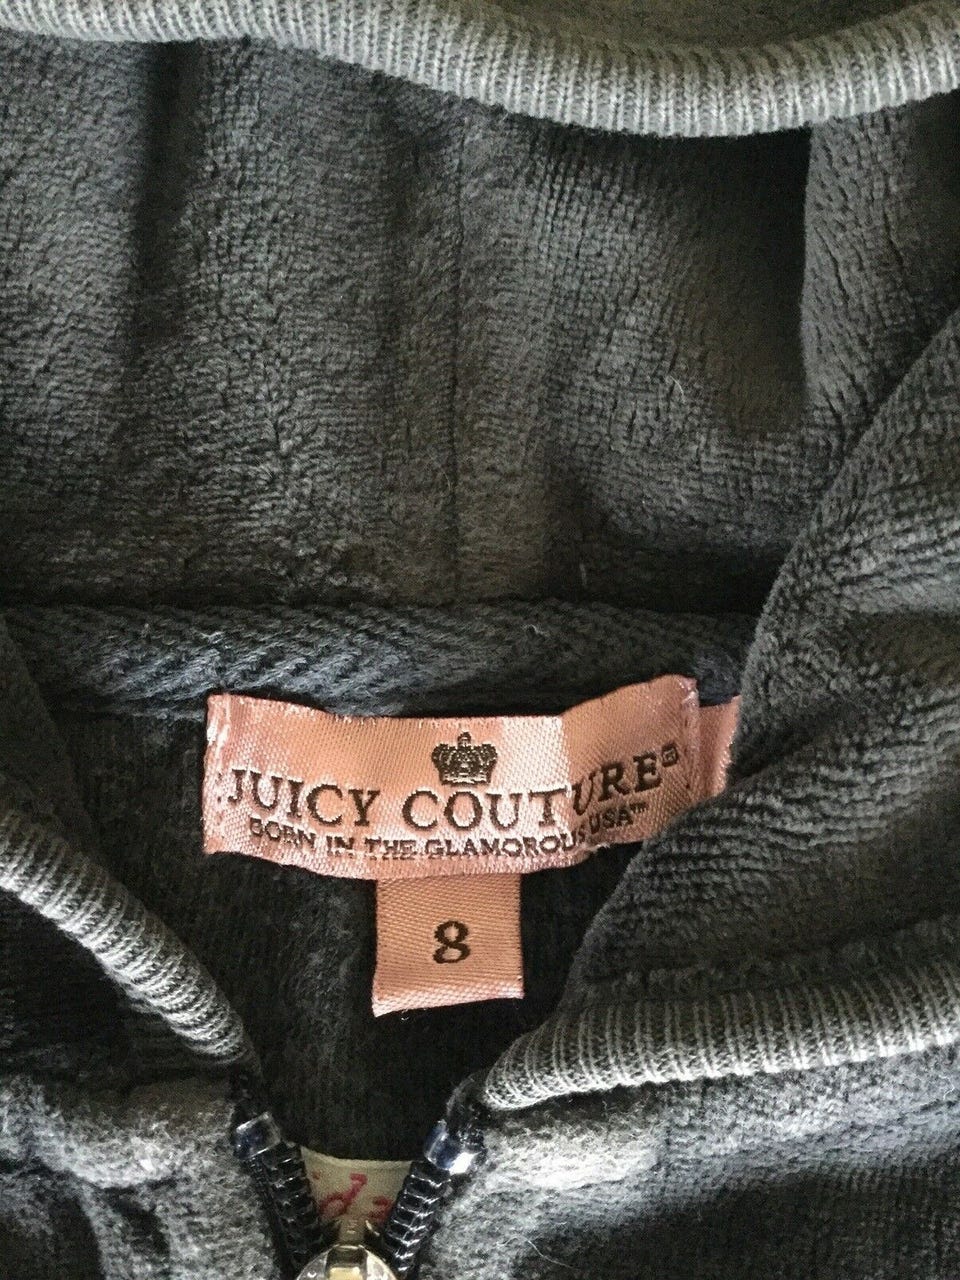 JUICY COUTURE®
BORN IN THE GLAMOROUS USA™
8